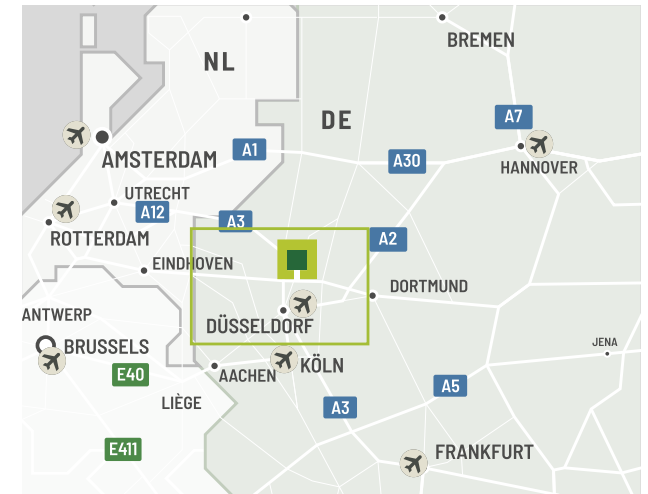 BREMEN
NL
DE
A7
AMSTERDAM
A1
A30
HANNOVER
UTRECHT
A12
A3
ROTTERDAM
A2
EINDHOVEN
DORTMUND
ANTWERP
DÜSSELDORF
BRUSSELS
JENA
KÖLN
E40
AACHEN
A5
LIÈGE
A3
E411
FRANKFURT